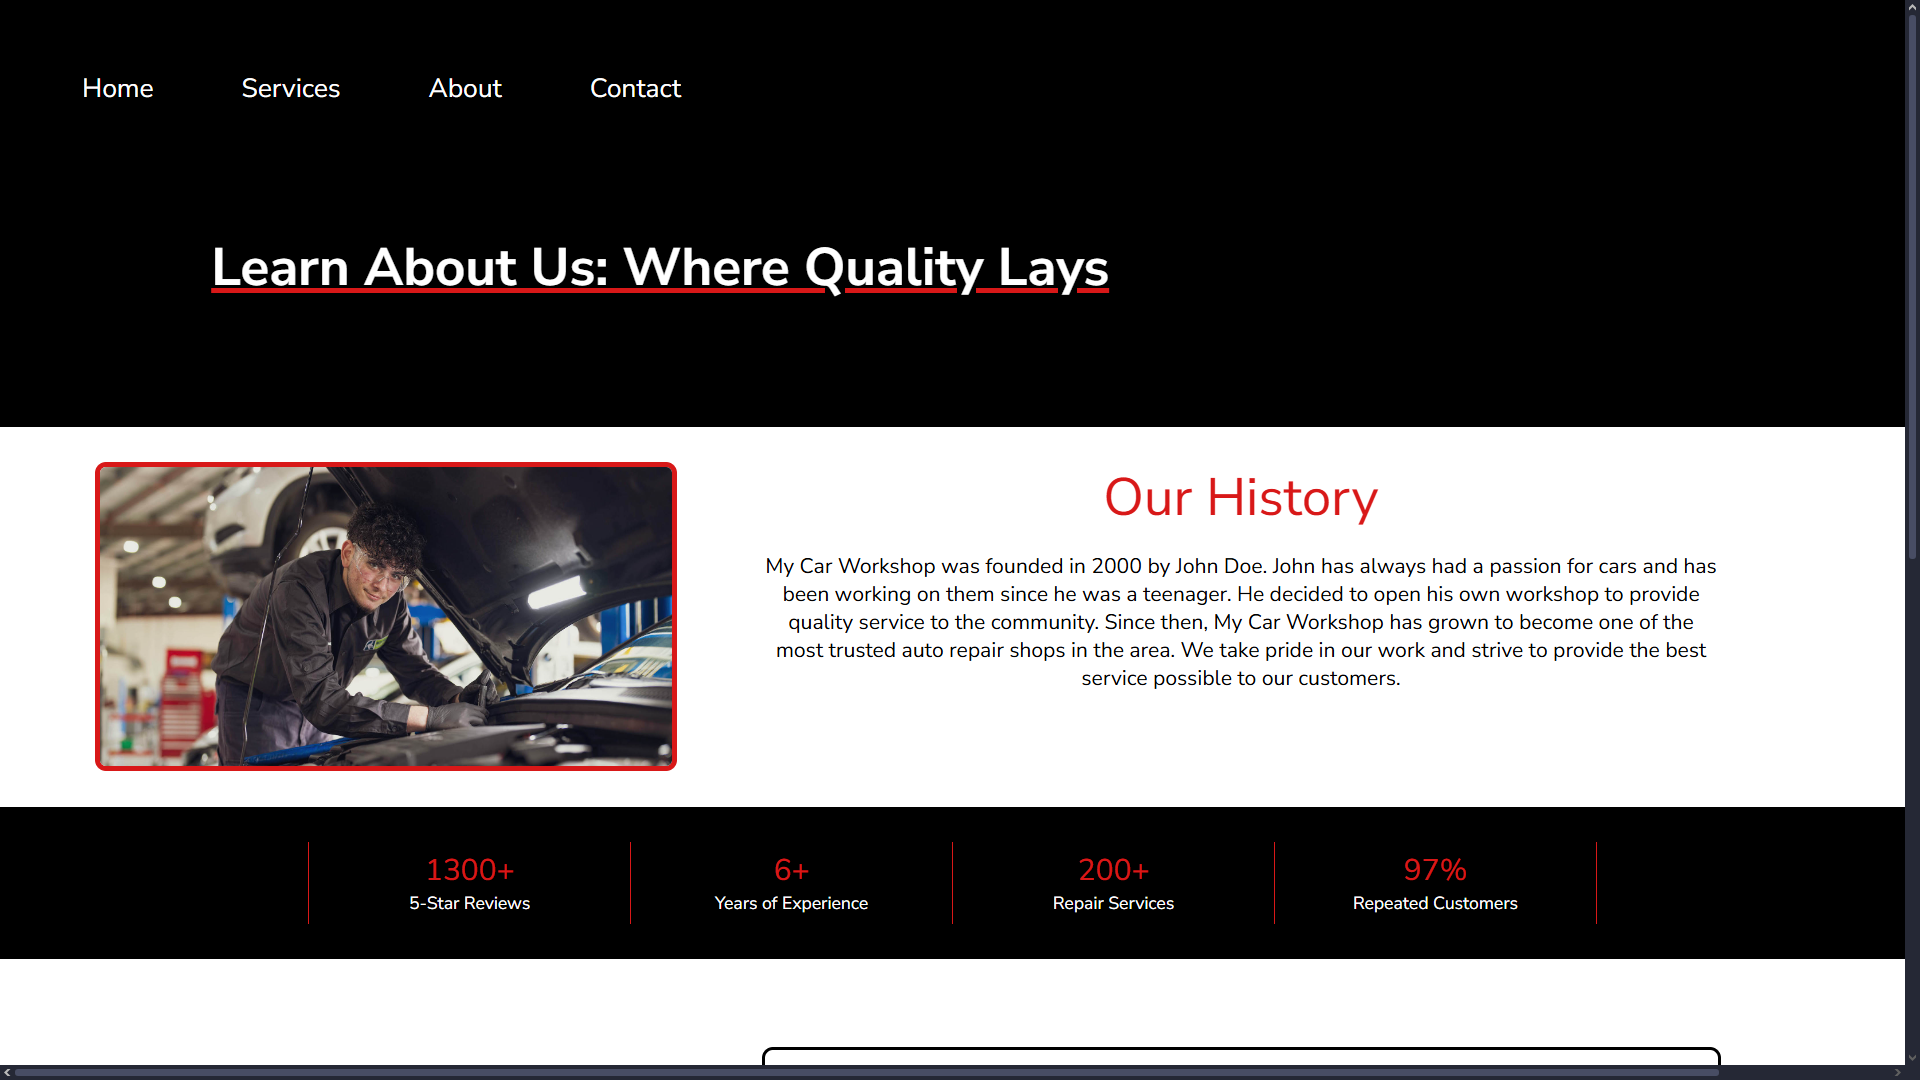 Home Services About Contact
Learn About Us: Where Quality Lays
Our History
My Car Workshop was founded in 2000 by John Doe. John has always had a passion for cars and has
been working on them since he was a teenager. He decided to open his own workshop to provide
quality service to the community. Since then, My Car Workshop has grown to become one of the
most trusted auto repair shops in the area. We take pride in our work and strive to provide the best
service possible to our customers.
1300+
5-Star Reviews
6+
Years of Experience
200+
Repair Services
97%
Repeated Customers